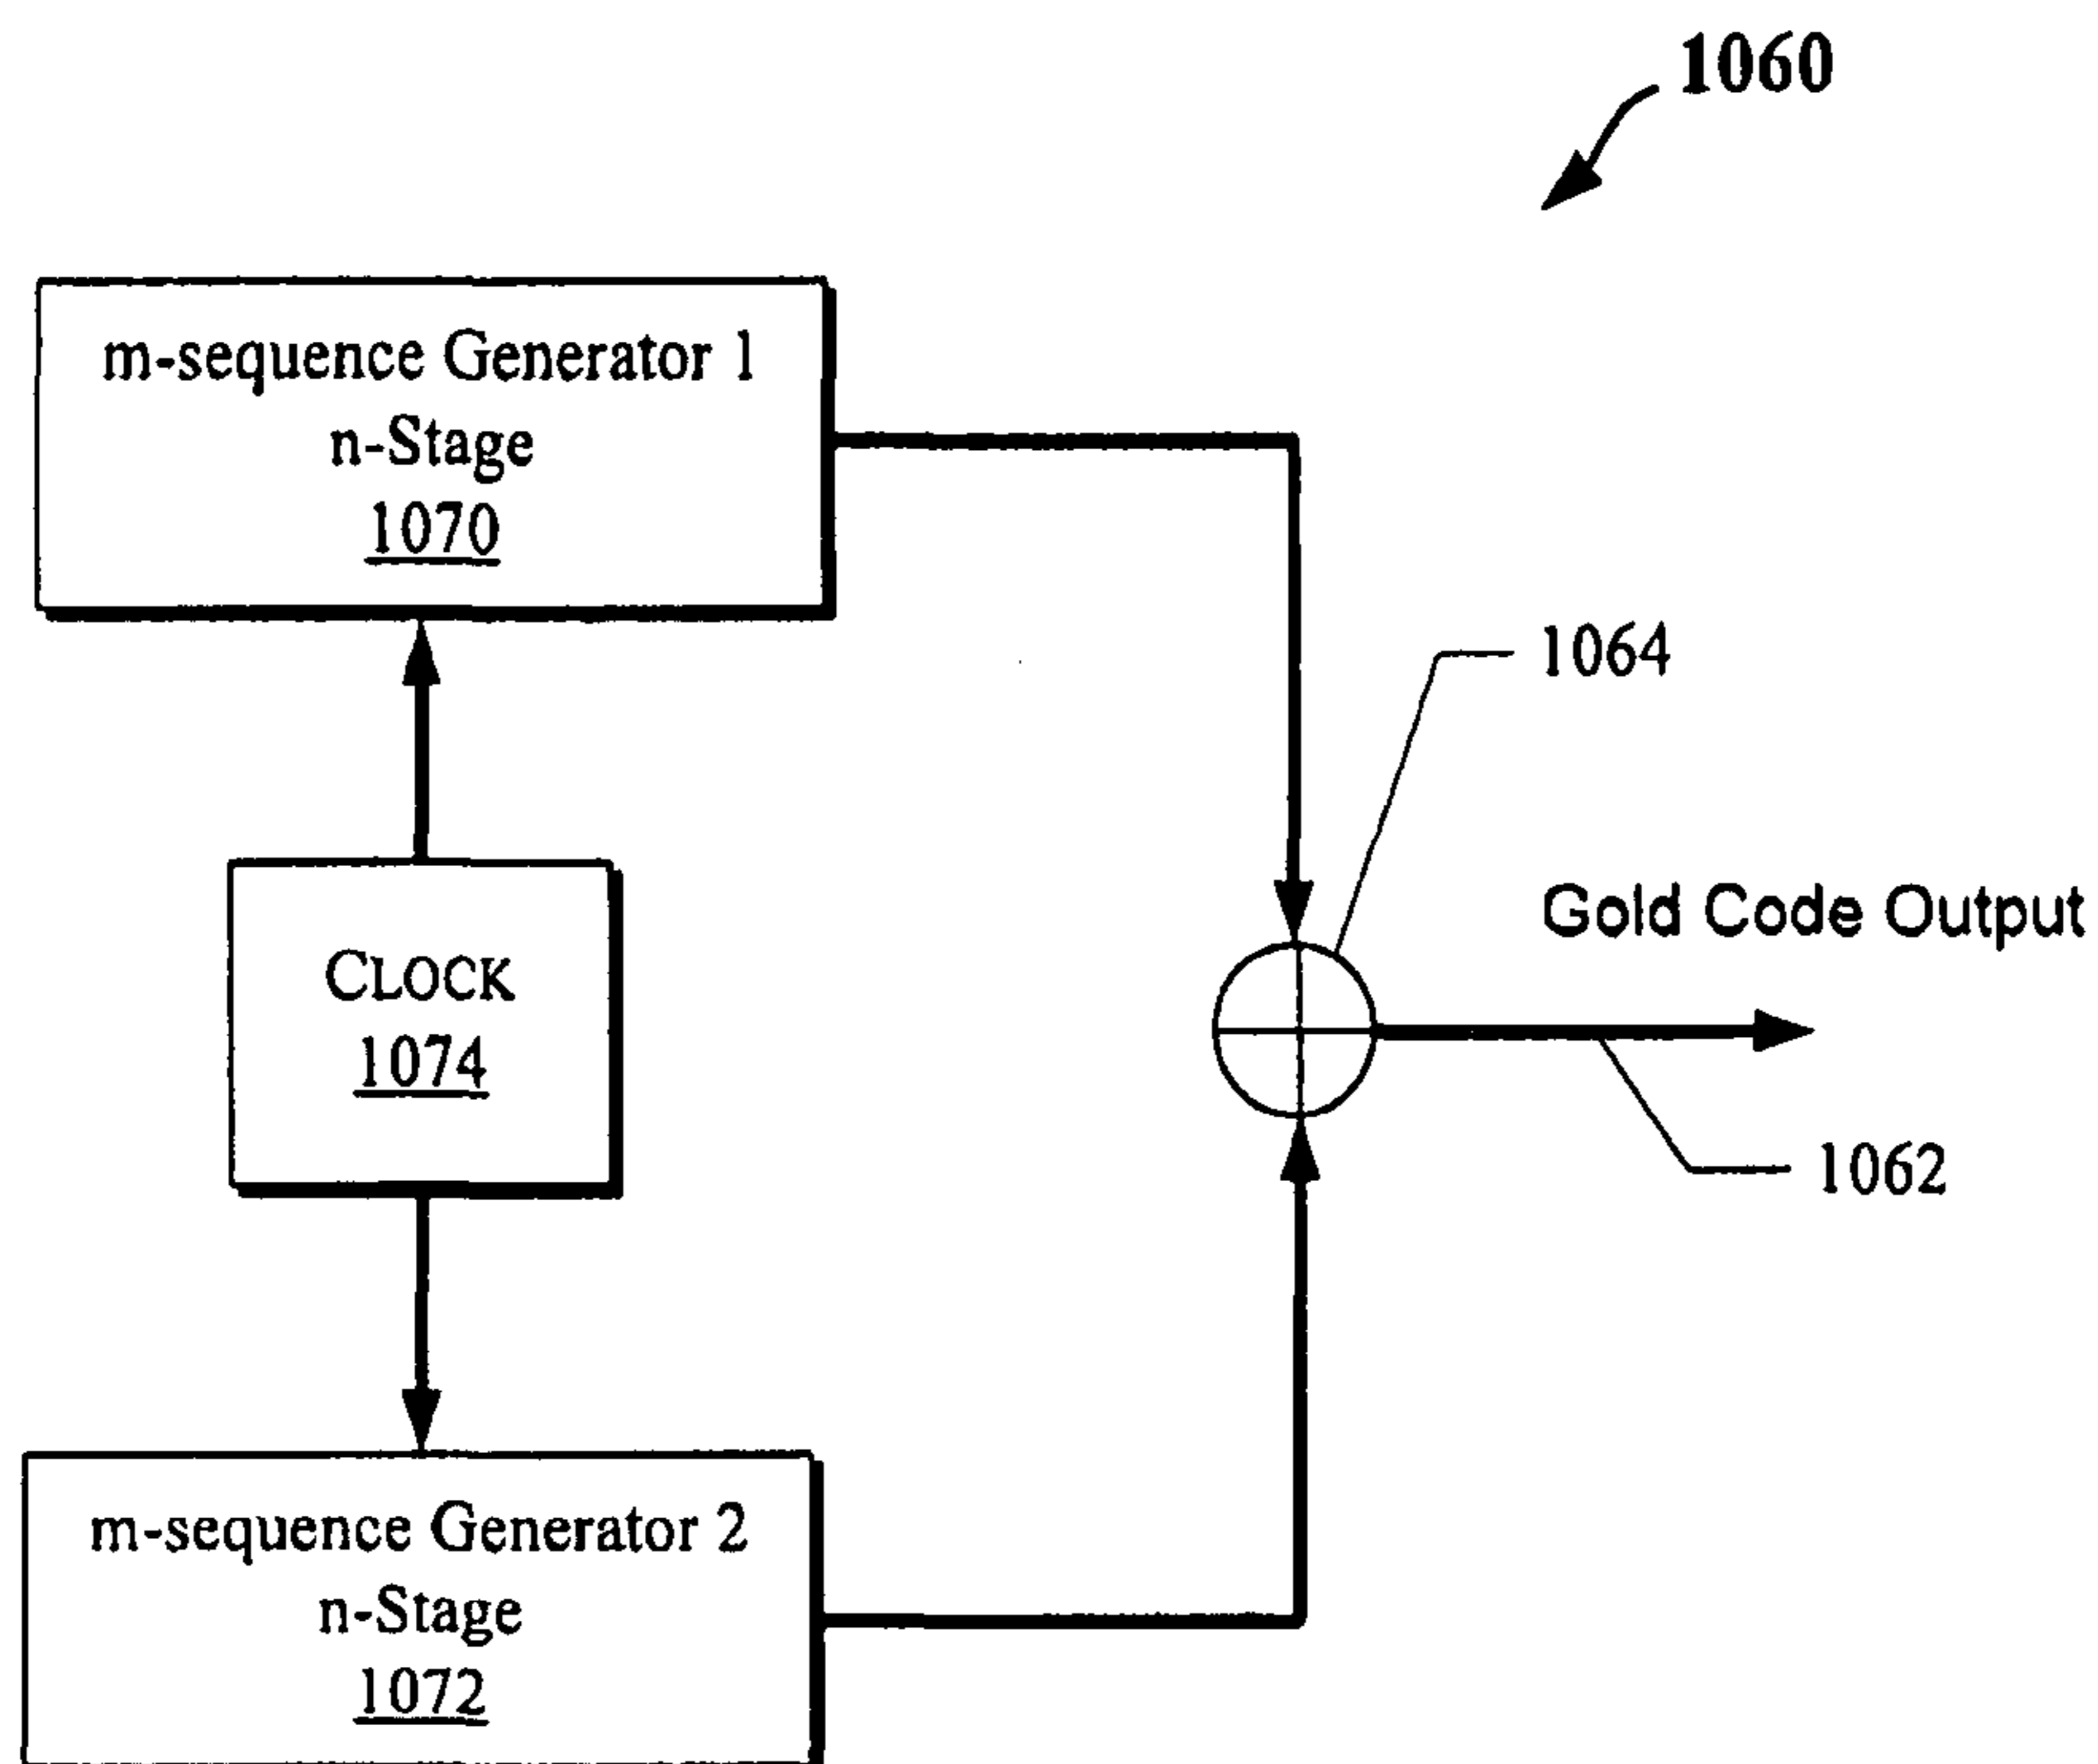 1060
m-sequence Generator 1
n-Stage
1070
1064
Gold Code Output
CLOCK
1074
1062
m-sequence Generator 2
n-Stage
1072